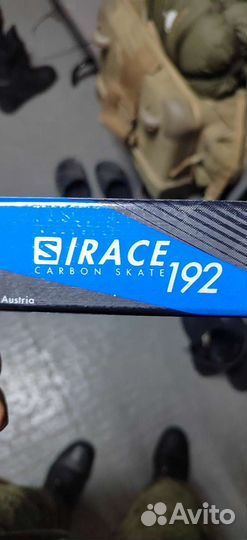 S/RACE
CARBON SKATE 192
Austria
Avito